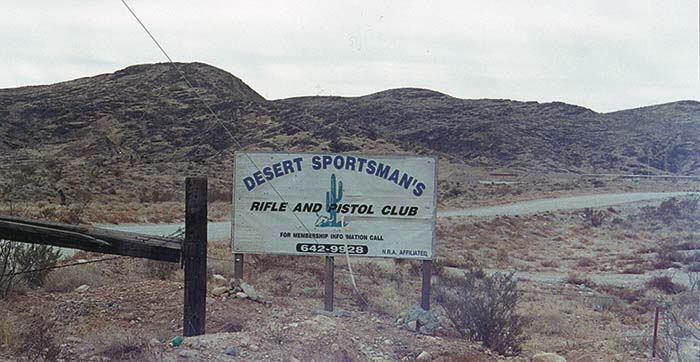 DESERT SPORTSMAN'S
RIFLE AND PISTOL CLUB
FOR MEMBERSHIP INFORMATION CALL
642-9928
N.R.A. AFFILIATED